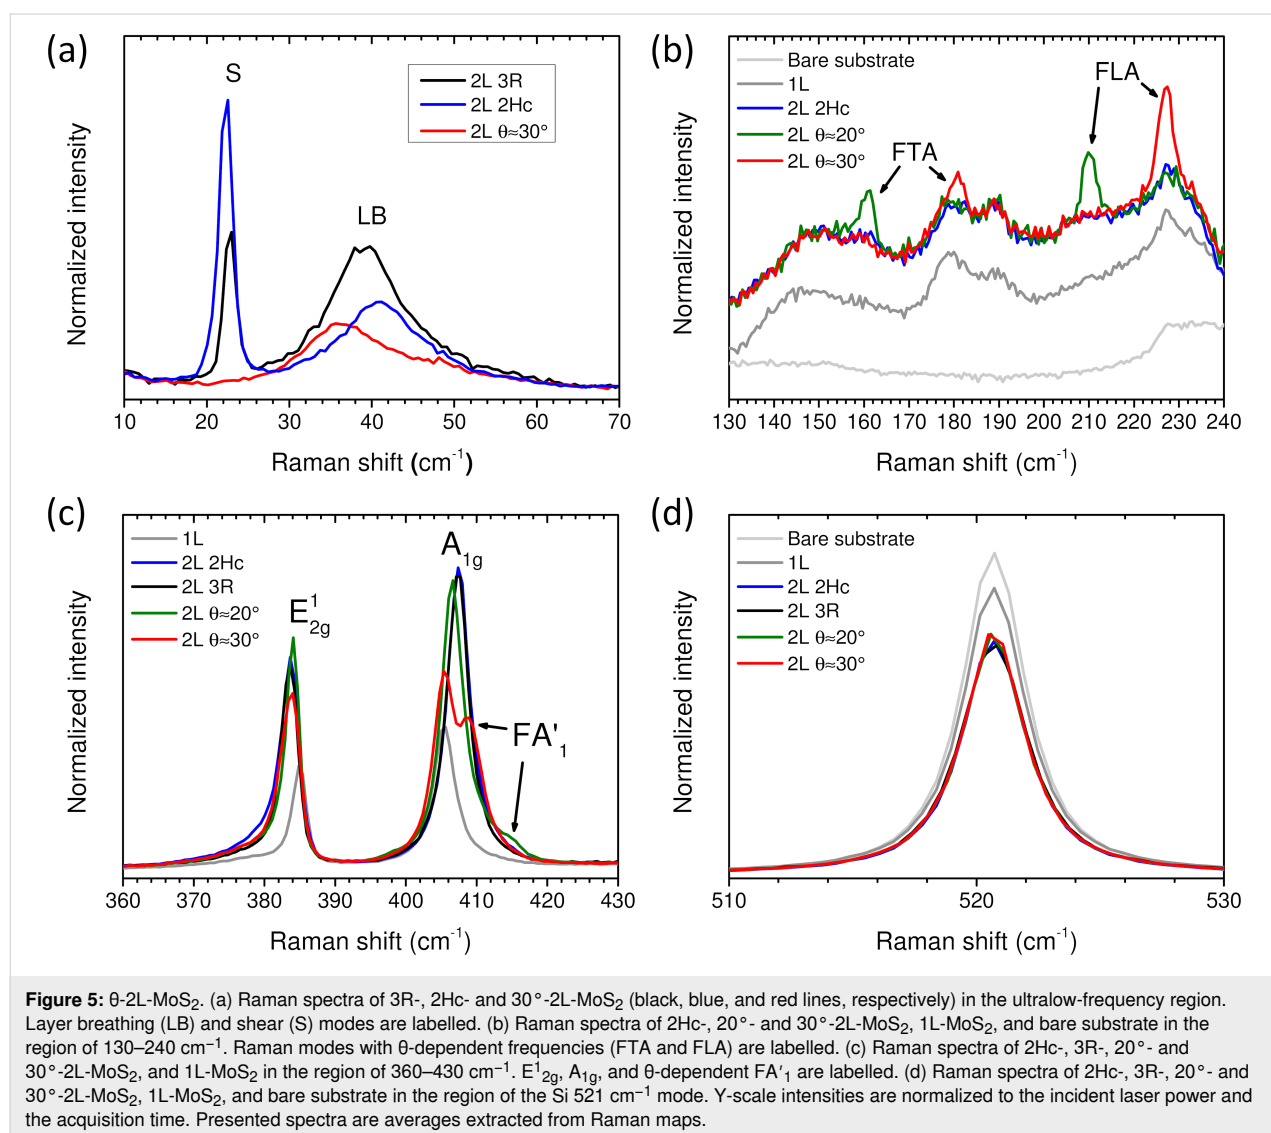 (a)
S
LB
2L 3R
2L 2Hc
2L θ≈30°
Normalized intensity
10 20 30 40 50 60 70
Raman shift (cm⁻¹)
(b)
Bare substrate
1L
2L 2Hc
2L θ≈20°
2L θ≈30°
FTA
FLA
Normalized intensity
130 140 150 160 170 180 190 200 210 220 230 240
Raman shift (cm⁻¹)
(c)
1L
2L 2Hc
2L 3R
2L θ≈20°
2L θ≈30°
E¹₂g
A₁g
FA'₁
Normalized intensity
360 370 380 390 400 410 420 430
Raman shift (cm⁻¹)
(d)
Bare substrate
1L
2L 2Hc
2L 3R
2L θ≈20°
2L θ≈30°
Normalized intensity
510 520 530
Raman shift (cm⁻¹)
Figure 5: θ-2L-MoS₂. (a) Raman spectra of 3R-, 2Hc- and 30°-2L-MoS₂ (black, blue, and red lines, respectively) in the ultralow-frequency region.
Layer breathing (LB) and shear (S) modes are labelled. (b) Raman spectra of 2Hc-, 20°- and 30°-2L-MoS₂, 1L-MoS₂, and bare substrate in the
region of 130–240 cm⁻¹. Raman modes with θ-dependent frequencies (FTA and FLA) are labelled. (c) Raman spectra of 2Hc-, 3R-, 20°- and
30°-2L-MoS₂, and 1L-MoS₂ in the region of 360–430 cm⁻¹. E¹₂g, A₁g, and θ-dependent FA′₁ are labelled. (d) Raman spectra of 2Hc-, 3R-, 20°- and
30°-2L-MoS₂, 1L-MoS₂, and bare substrate in the region of the Si 521 cm⁻¹ mode. Y-scale intensities are normalized to the incident laser power and
the acquisition time. Presented spectra are averages extracted from Raman maps.